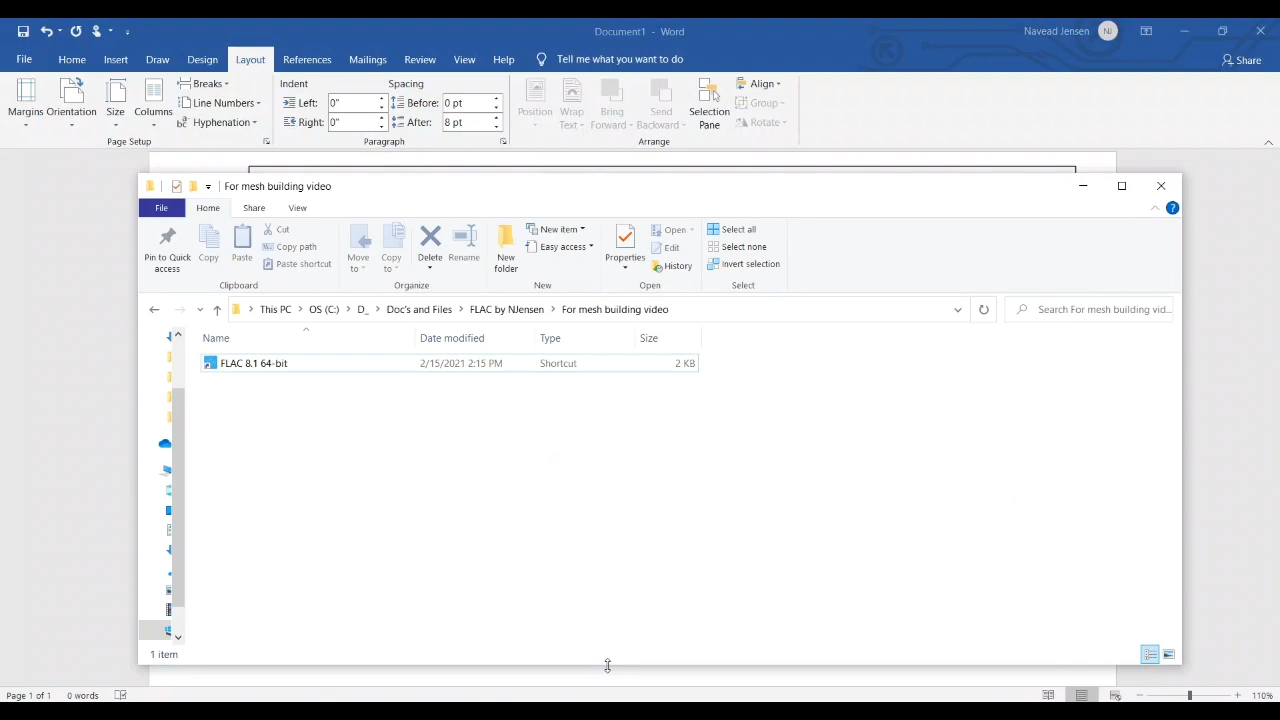 Document1 - Word
Navead Jensen
NJ
File Home Insert Draw Design Layout References Mailings Review View Help Tell me what you want to do
Share
Margins
Orientation
Size
Columns
Breaks
Line Numbers
Hyphenation
Page Setup
Indent
Left: 0"
Right: 0"
Spacing
Before: 0 pt
After: 8 pt
Paragraph
Position
Wrap
Text
Bring
Forward
Send
Backward
Selection
Pane
Align
Group
Rotate
Arrange
For mesh building video
File Home Share View
Pin to Quick
access
Copy
Paste
Cut
Copy path
Paste shortcut
Clipboard
Move
to
Copy
to
Delete
Rename
Organize
New
folder
New item
Easy access
New
Properties
Open
Edit
History
Open
Select all
Select none
Invert selection
Select
This PC > OS (C:) > D_ > Doc's and Files > FLAC by NJensen > For mesh building video
Search For mesh building vid...
Name Date modified Type Size
FLAC 8.1 64-bit 2/15/2021 2:15 PM Shortcut 2 KB
1 item
Page 1 of 1 0 words
110%